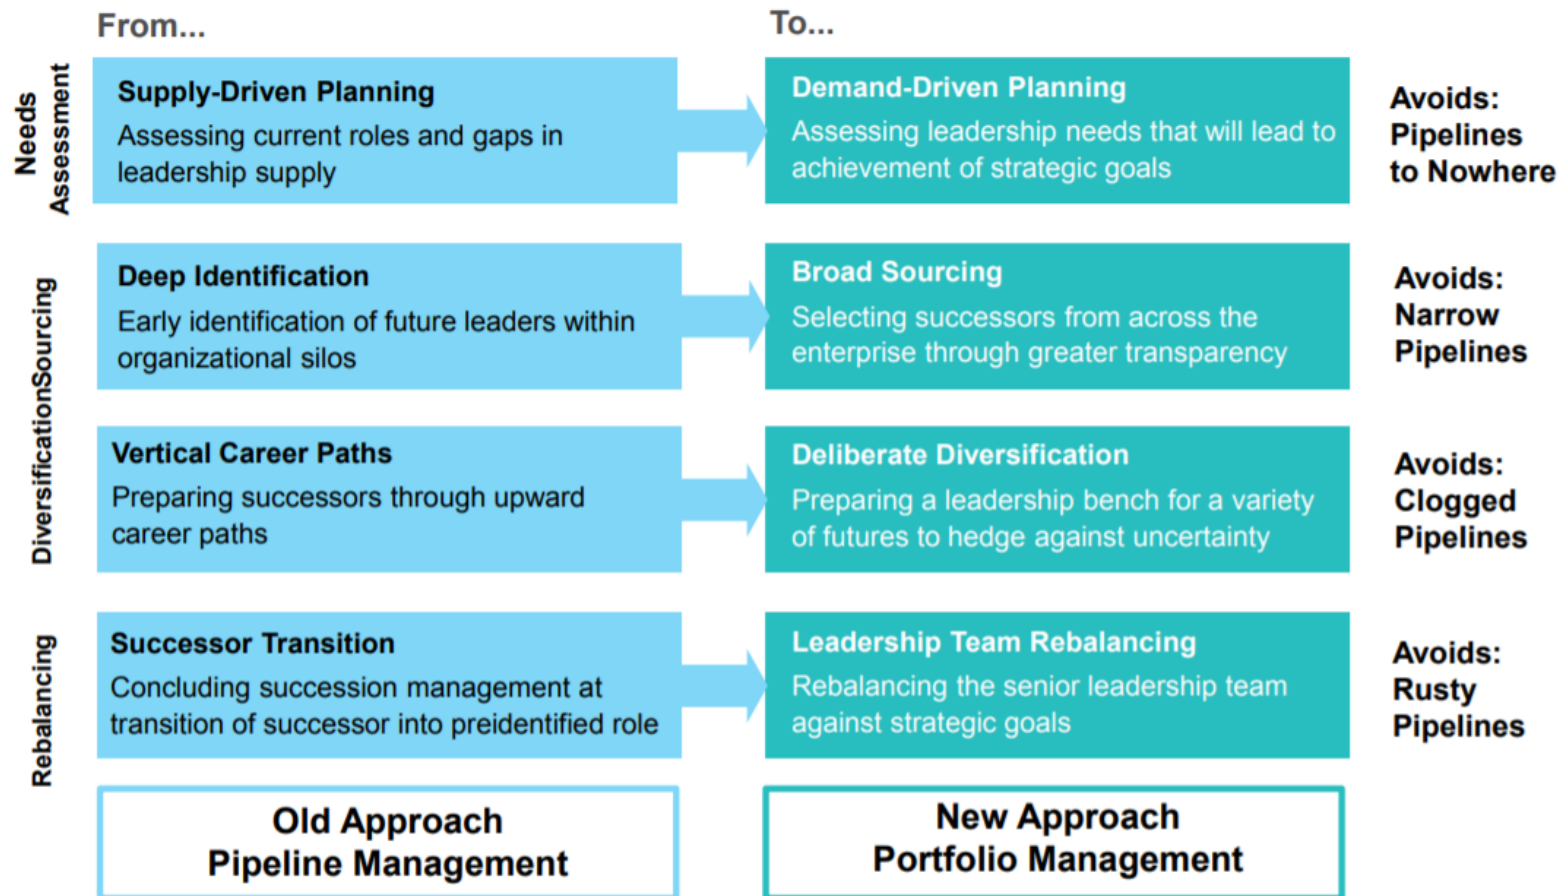 From...
To...
Needs
Assessment
Supply-Driven Planning
Assessing current roles and gaps in
leadership supply
Demand-Driven Planning
Assessing leadership needs that will lead to
achievement of strategic goals
Avoids:
Pipelines
to Nowhere
DiversificationSourcing
Deep Identification
Early identification of future leaders within
organizational silos
Broad Sourcing
Selecting successors from across the
enterprise through greater transparency
Avoids:
Narrow
Pipelines
Vertical Career Paths
Preparing successors through upward
career paths
Deliberate Diversification
Preparing a leadership bench for a variety
of futures to hedge against uncertainty
Avoids:
Clogged
Pipelines
Rebalancing
Successor Transition
Concluding succession management at
transition of successor into preidentified role
Leadership Team Rebalancing
Rebalancing the senior leadership team
against strategic goals
Avoids:
Rusty
Pipelines
Old Approach
Pipeline Management
New Approach
Portfolio Management